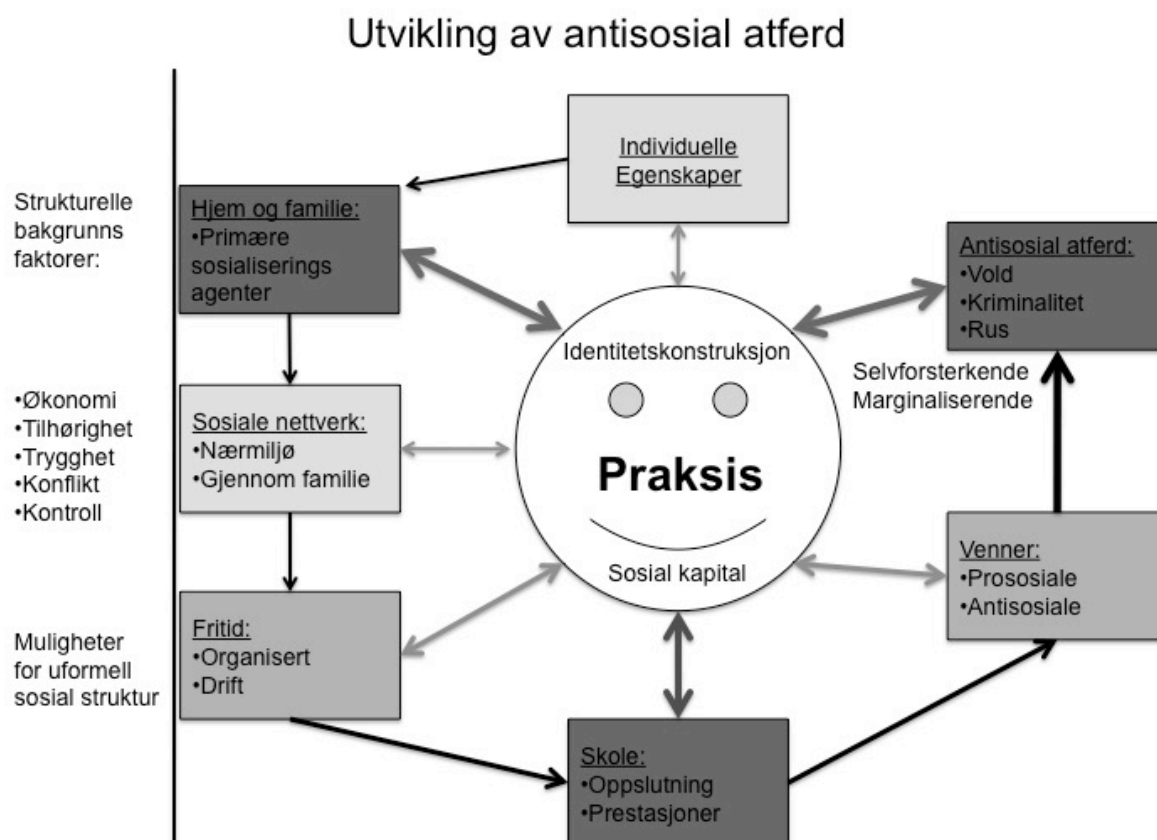 Utvikling av antisosial atferd
Strukturelle
bakgrunns
faktorer:
•Økonomi
•Tilhørighet
•Trygghet
•Konflikt
•Kontroll
Muligheter
for uformell
sosial struktur
Individuelle
Egenskaper
Hjem og familie:
•Primære
sosialiserings
agenter
Sosiale nettverk:
•Nærmiljø
•Gjennom familie
Fritid:
•Organisert
•Drift
Identitetskonstruksjon
Praksis
Sosial kapital
Skole:
•Oppslutning
•Prestasjoner
Antisosial atferd:
•Vold
•Kriminalitet
•Rus
Selvforsterkende
Marginaliserende
Venner:
•Prososiale
•Antisosiale